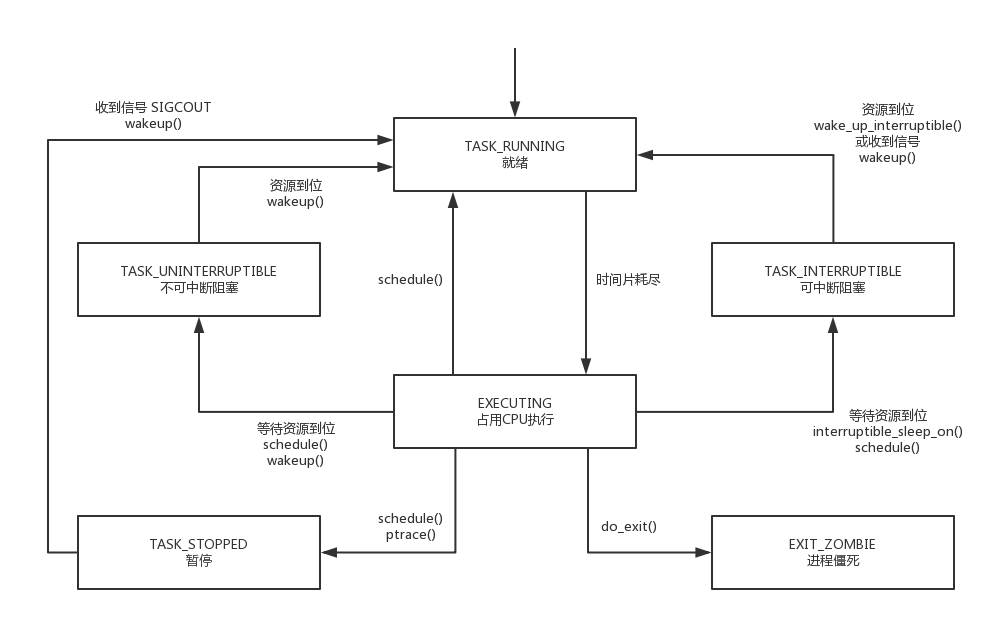 收到信号 SIGCOUT
wakeup()
TASK_RUNNING
就绪
资源到位
wake_up_interruptible()
或收到信号
wakeup()
资源到位
wakeup()
TASK_UNINTERRUPTIBLE
不可中断阻塞
schedule()
时间片耗尽
TASK_INTERRUPTIBLE
可中断阻塞
EXECUTING
占用CPU执行
等待资源到位
schedule()
wakeup()
等待资源到位
interruptible_sleep_on()
schedule()
schedule()
ptrace()
do_exit()
TASK_STOPPED
暂停
EXIT_ZOMBIE
进程僵死